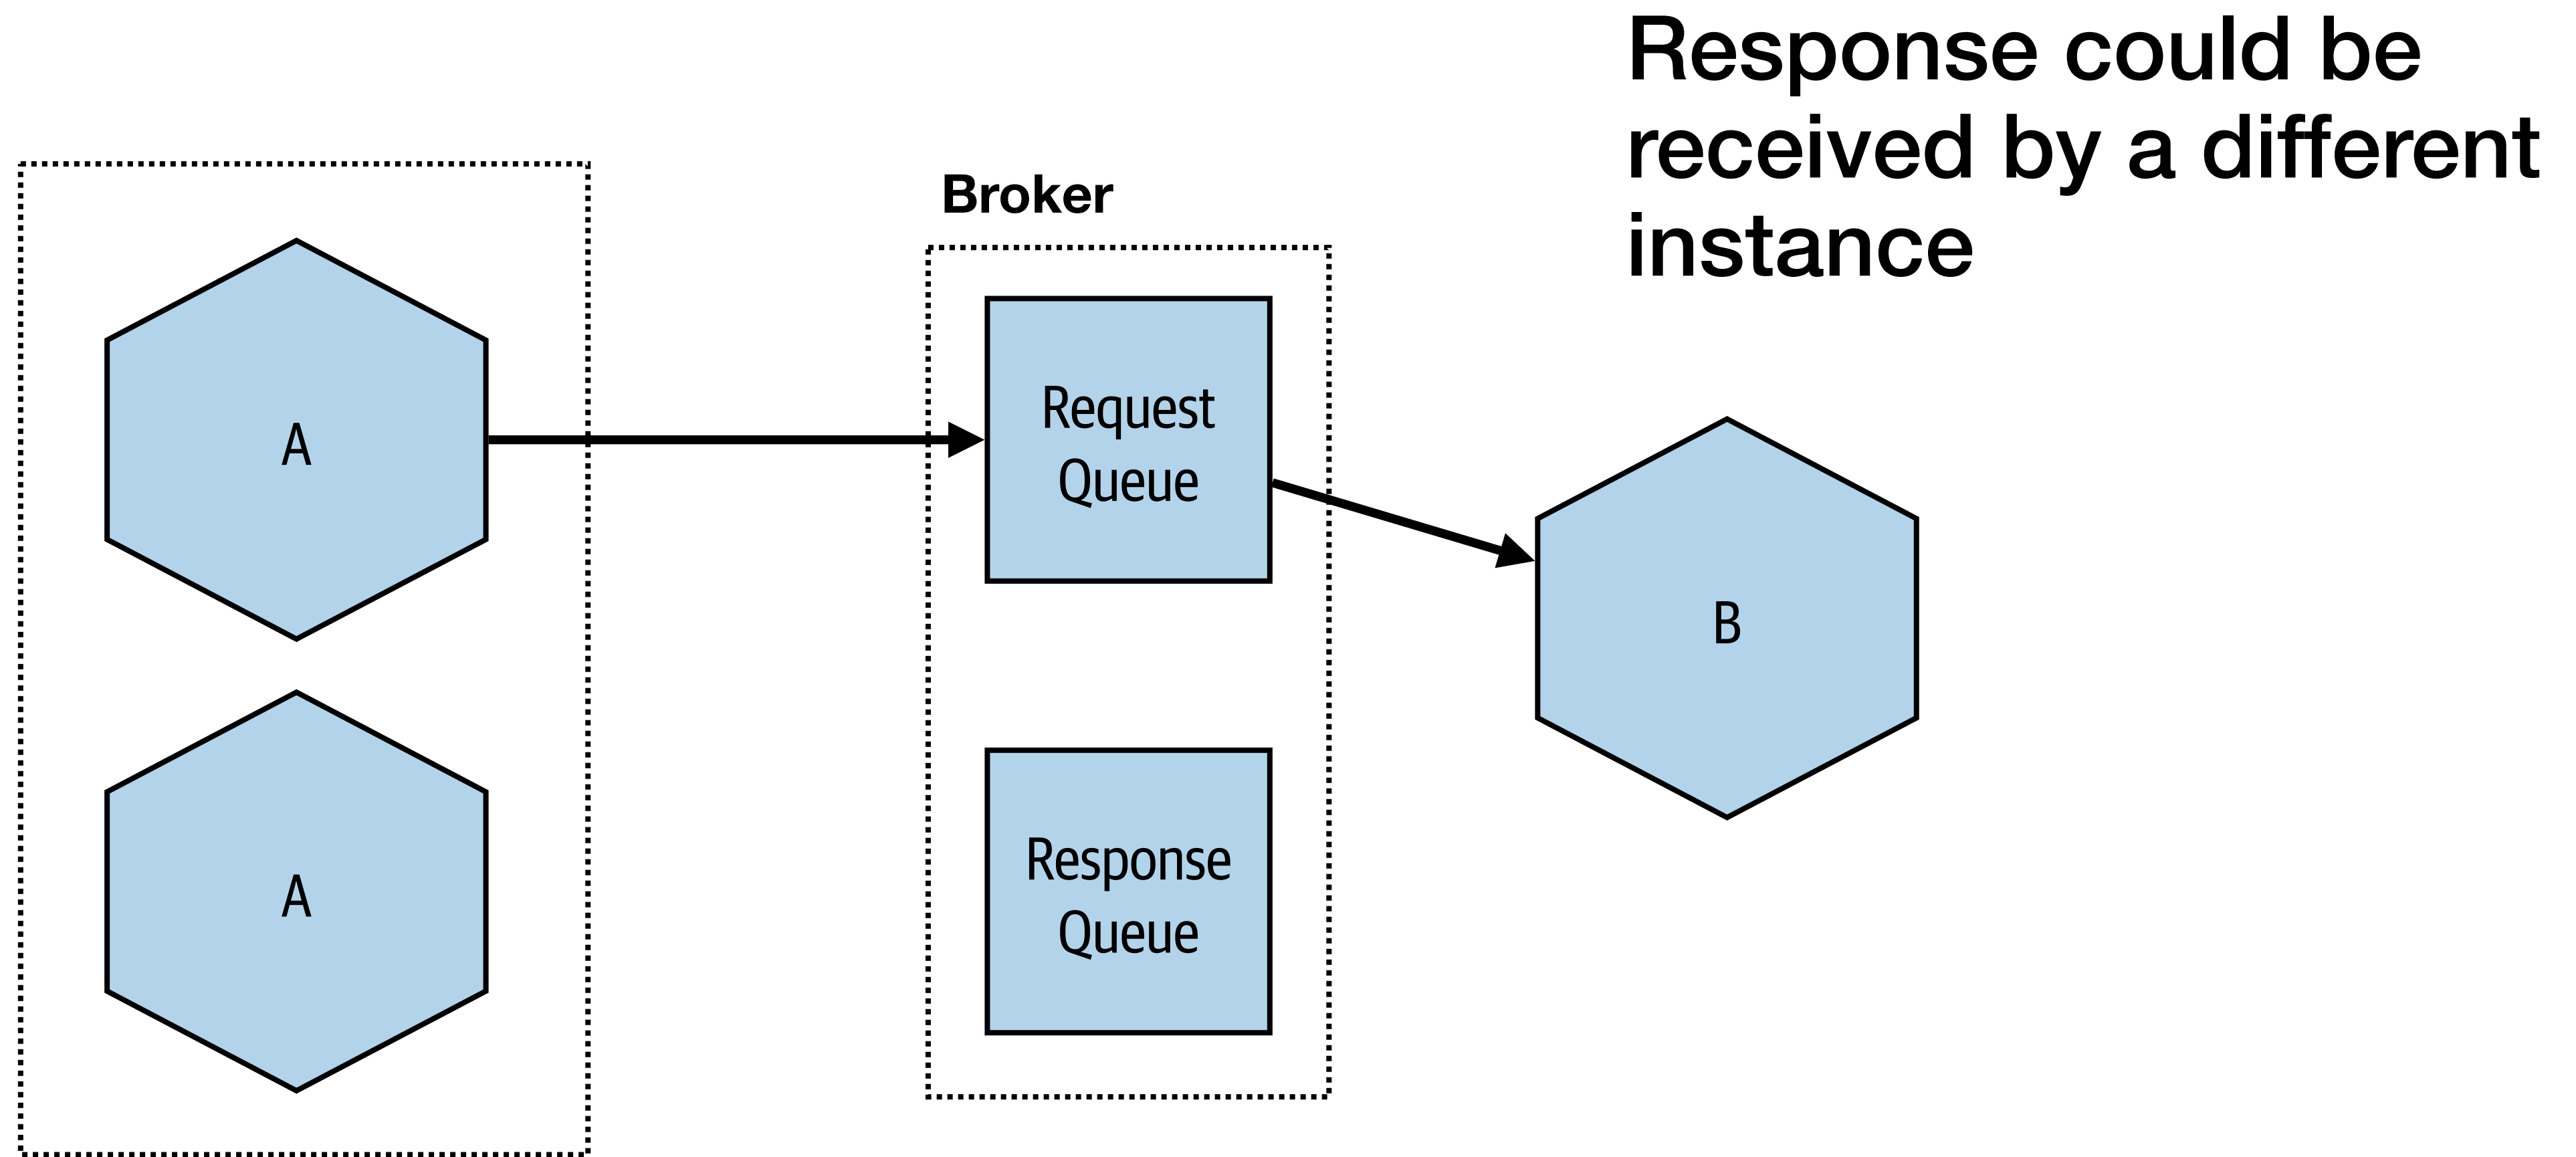 Response could be
received by a different
instance
Broker
A
Request
Queue
B
A
Response
Queue